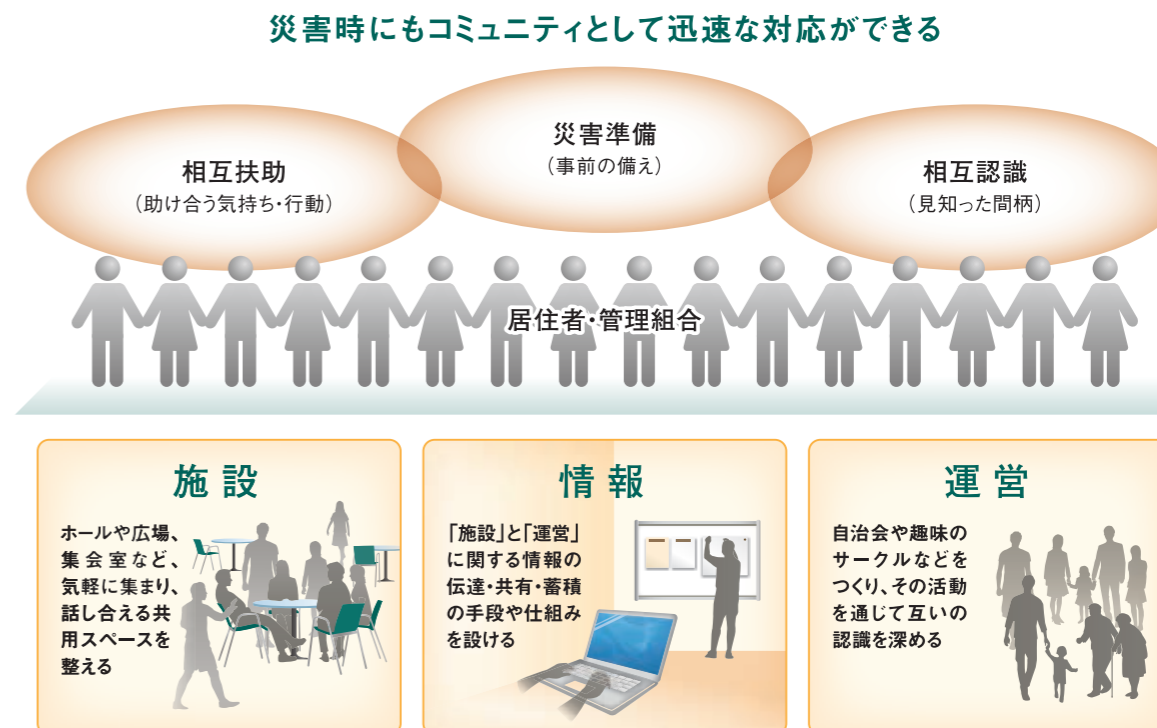 災害時にもコミュニティとして迅速な対応ができる
災害準備
(事前の備え)
相互扶助
(助け合う気持ち・行動)
相互認識
(見知った間柄)
居住者・管理組合
施設
ホールや広場、
集会室など、
気軽に集まり、
話し合える共
用スペースを
整える
情報
「施設」と「運営」
に関する情報の
伝達・共有・蓄積
の手段や仕組み
を設ける
運営
自治会や趣味の
サークルなどを
つくり、その活動
を通じて互いの
認識を深める